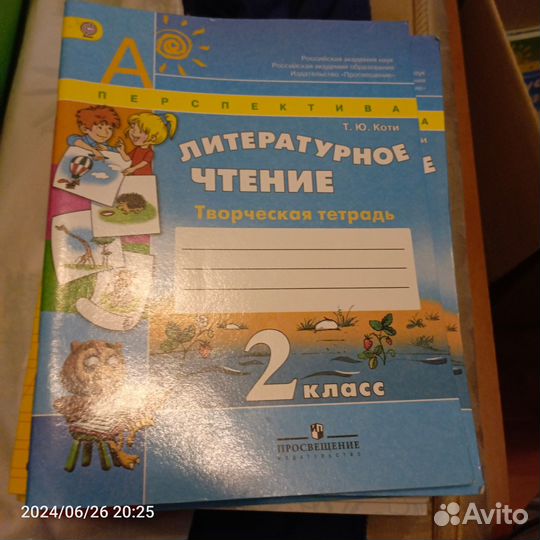 Российская академия наук
Российская академия образования
Издательство «Просвещение»
А
ПЕРСПЕКТИВА
Т. Ю. Коти
ЛИТЕРАТУРНОЕ
ЧТЕНИЕ
Творческая тетрадь
2 класс
ПРОСВЕЩЕНИЕ
ИЗДАТЕЛЬСТВО
А
И
Е
2024/06/26 20:25
Avito